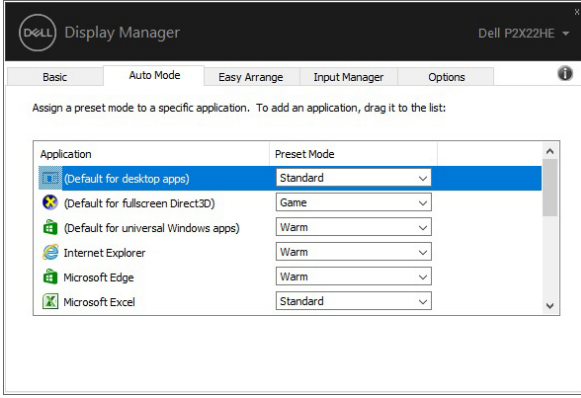 DELL Display Manager
Dell P2X22HE
Basic Auto Mode Easy Arrange Input Manager Options
Assign a preset mode to a specific application. To add an application, drag it to the list:
Application Preset Mode
(Default for desktop apps) Standard
(Default for fullscreen Direct3D) Game
(Default for universal Windows apps) Warm
Internet Explorer Warm
Microsoft Edge Warm
Microsoft Excel Standard